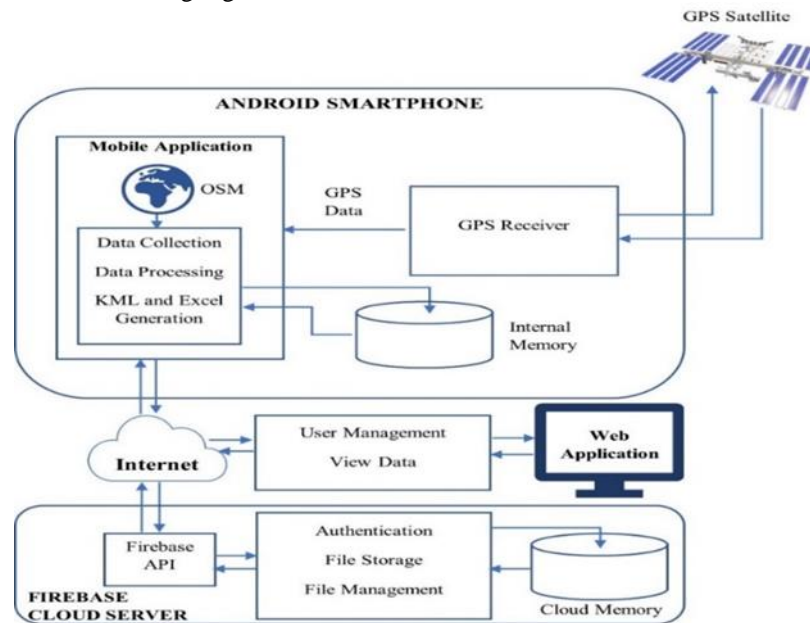 GPS Satellite
ANDROID SMARTPHONE
Mobile Application
OSM
GPS
Data
GPS Receiver
Data Collection
Data Processing
KML and Excel
Generation
Internal
Memory
User Management
View Data
Web
Application
Internet
Firebase
API
Authentication
File Storage
File Management
Cloud Memory
FIREBASE
CLOUD SERVER